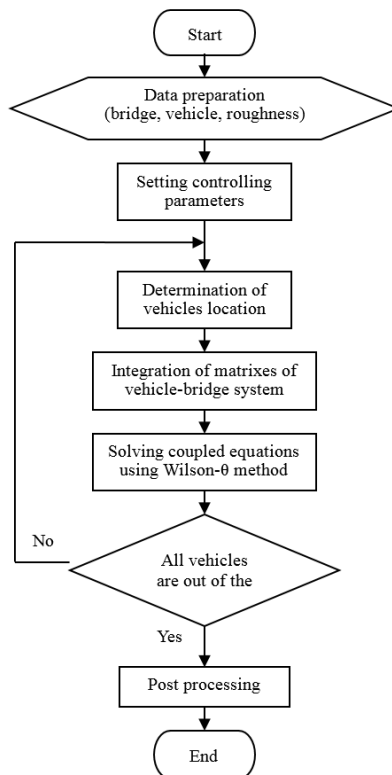 Start
Data preparation
(bridge, vehicle, roughness)
Setting controlling
parameters
Determination of
vehicles location
Integration of matrixes of
vehicle-bridge system
Solving coupled equations
using Wilson-θ method
No
All vehicles
are out of the
Yes
Post processing
End